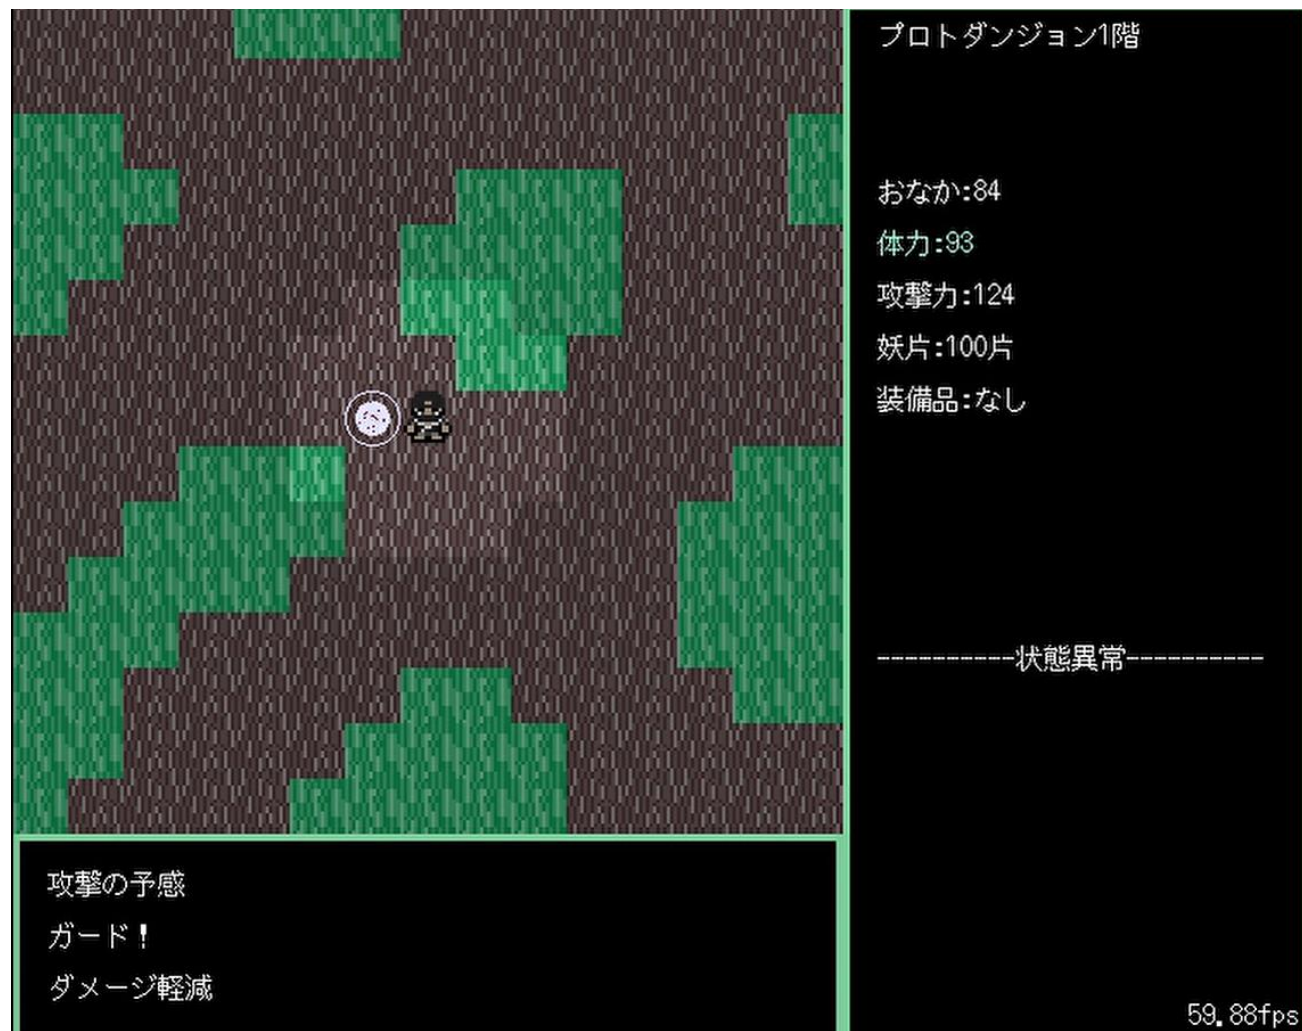 プロトダンジョン1階
おなか:84
体力:93
攻撃力:124
妖片:100片
装備品:なし
----------状態異常----------
攻撃の予感
ガード!
ダメージ軽減
59.88fps